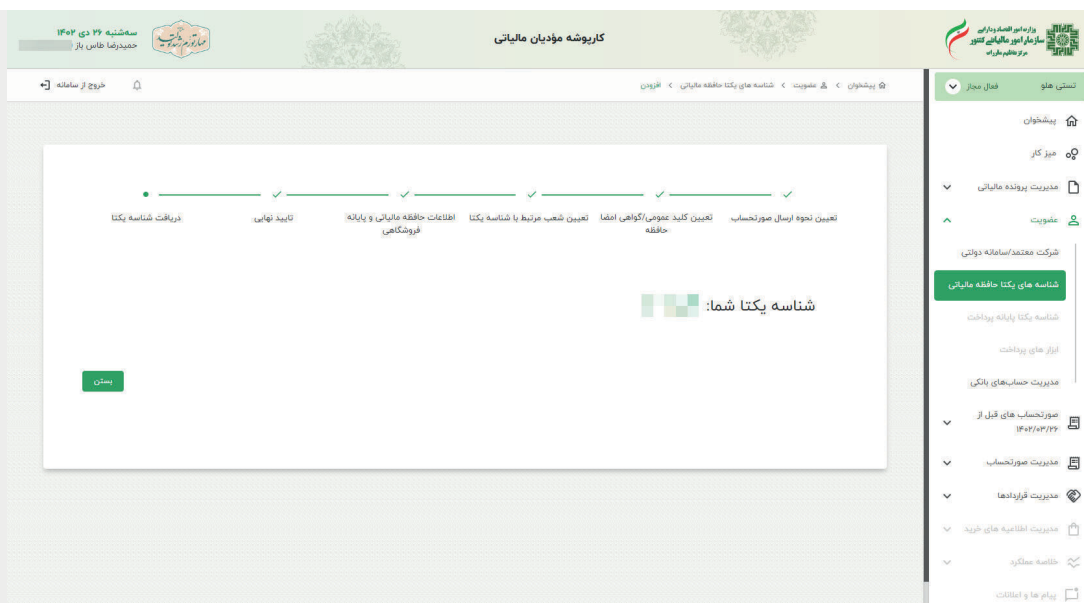 وزارت امور اقتصادی و دارایی
سازمان امور مالیاتی کشور
کارپوشه مؤدیان مالیاتی
سه‌شنبه ۲۶ دی ۱۴۰۲
حمیدرضا طاس باز
تستی هلو
فعال مجاز
پیشخوان > عضویت > شناسه های یکتا حافظه مالیاتی > افزودن
خروج از سامانه
پیشخوان
میز کار
مدیریت پرونده مالیاتی
عضویت
شرکت معتمد/سامانه دولتی
شناسه های یکتا حافظه مالیاتی
شناسه یکتا پایانه پرداخت
ابزار های پرداخت
مدیریت حساب‌های بانکی
صورتحساب های قبل از
۱۴۰۲/۰۳/۲۶
مدیریت صورتحساب
مدیریت قراردادها
مدیریت اطلاعیه های خرید
خلاصه عملکرد
پیام ها و اعلانات
تعیین نحوه ارسال صورتحساب
تعیین کلید عمومی/گواهی امضا
حافظه
تعیین شعب مرتبط با شناسه یکتا
اطلاعات حافظه مالیاتی و پایانه
فروشگاهی
تایید نهایی
دریافت شناسه یکتا
شناسه یکتا شما:
بستن